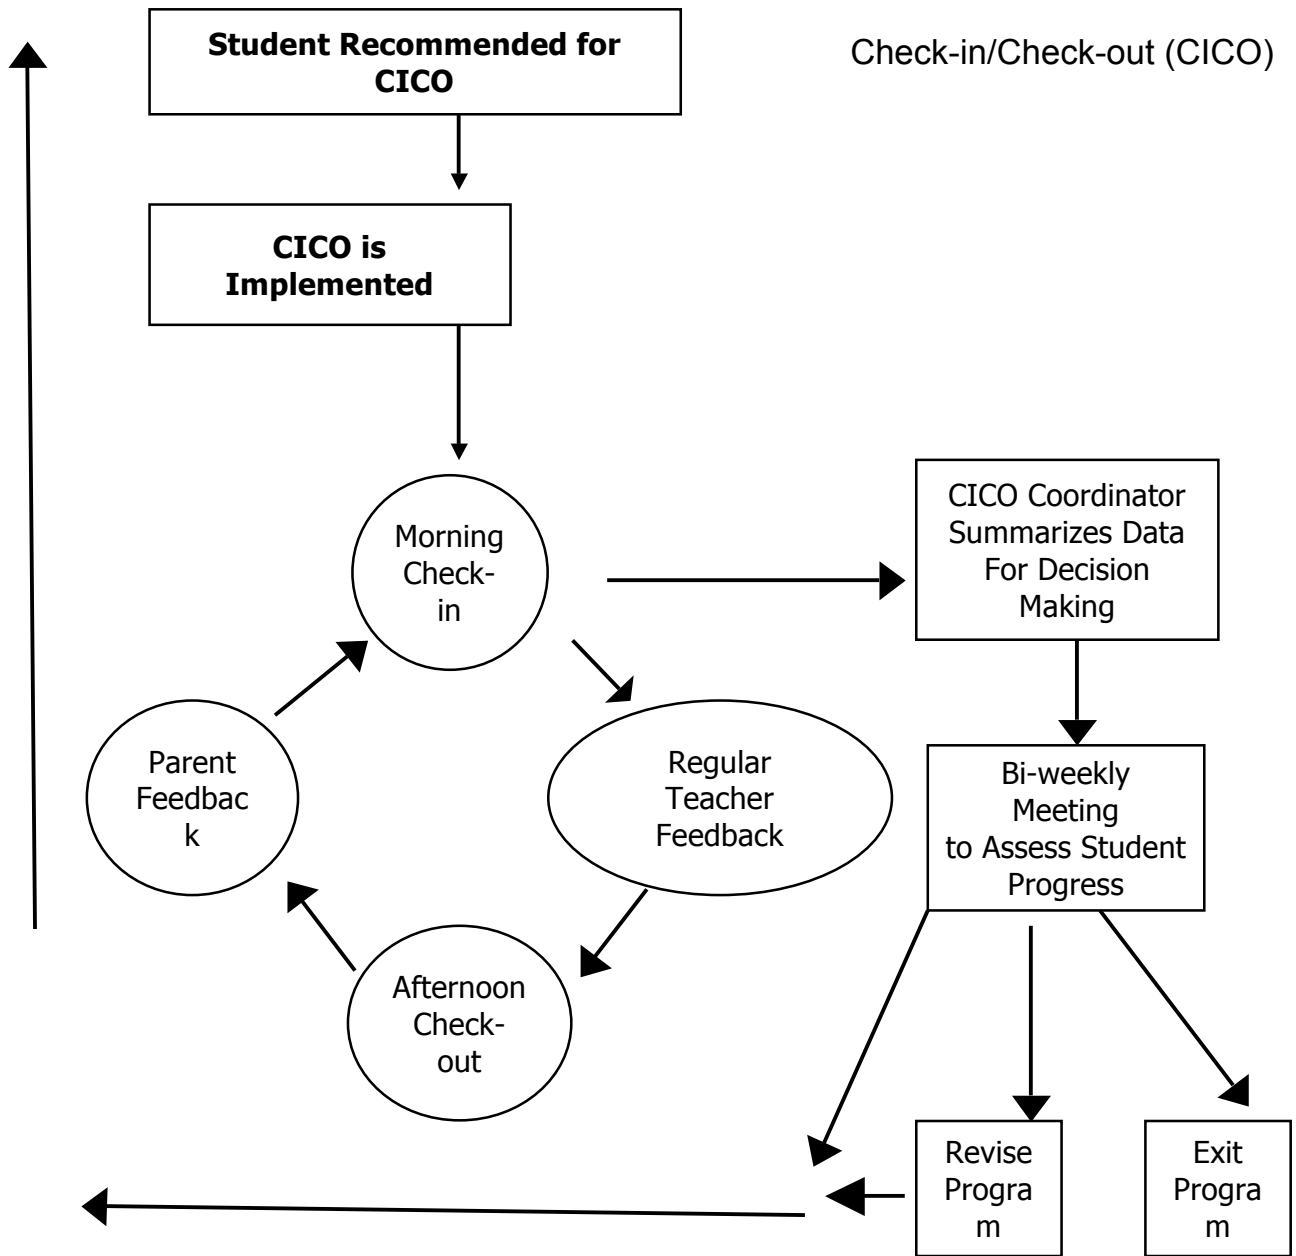 Student Recommended for
CICO
Check-in/Check-out (CICO)
CICO is
Implemented
Morning
Check-
in
CICO Coordinator
Summarizes Data
For Decision
Making
Parent
Feedbac
k
Regular
Teacher
Feedback
Bi-weekly
Meeting
to Assess Student
Progress
Afternoon
Check-
out
Revise
Progra
m
Exit
Progra
m